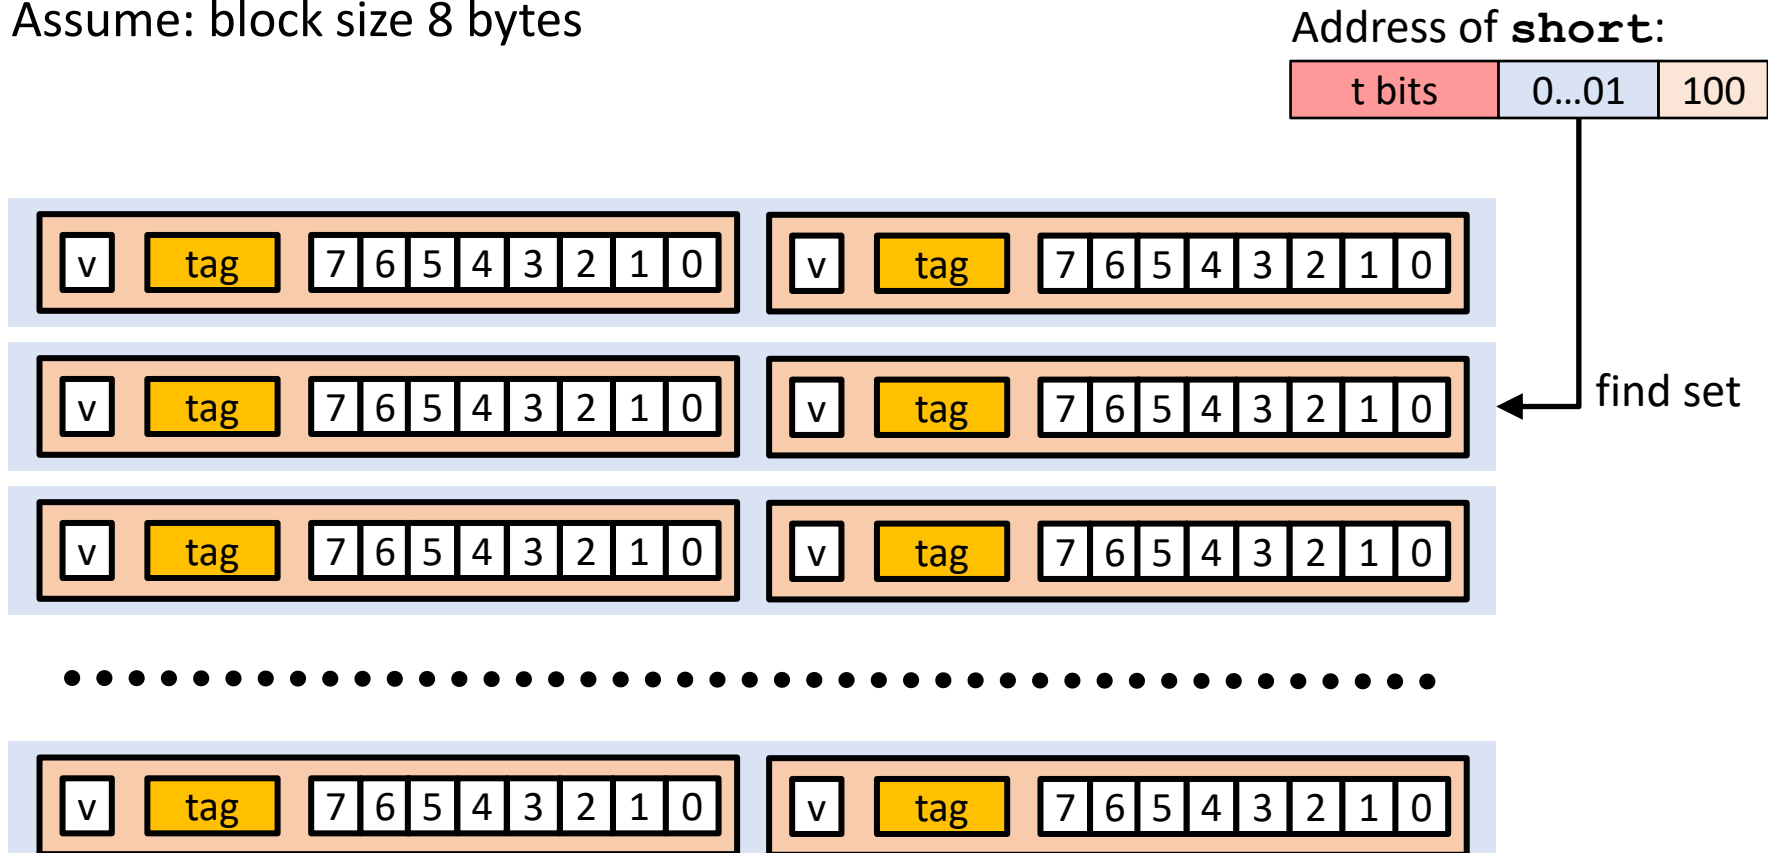 Assume: block size 8 bytes
Address of short:
t bits 0...01 100
v tag 7 6 5 4 3 2 1 0 v tag 7 6 5 4 3 2 1 0
v tag 7 6 5 4 3 2 1 0 v tag 7 6 5 4 3 2 1 0 find set
v tag 7 6 5 4 3 2 1 0 v tag 7 6 5 4 3 2 1 0
v tag 7 6 5 4 3 2 1 0 v tag 7 6 5 4 3 2 1 0